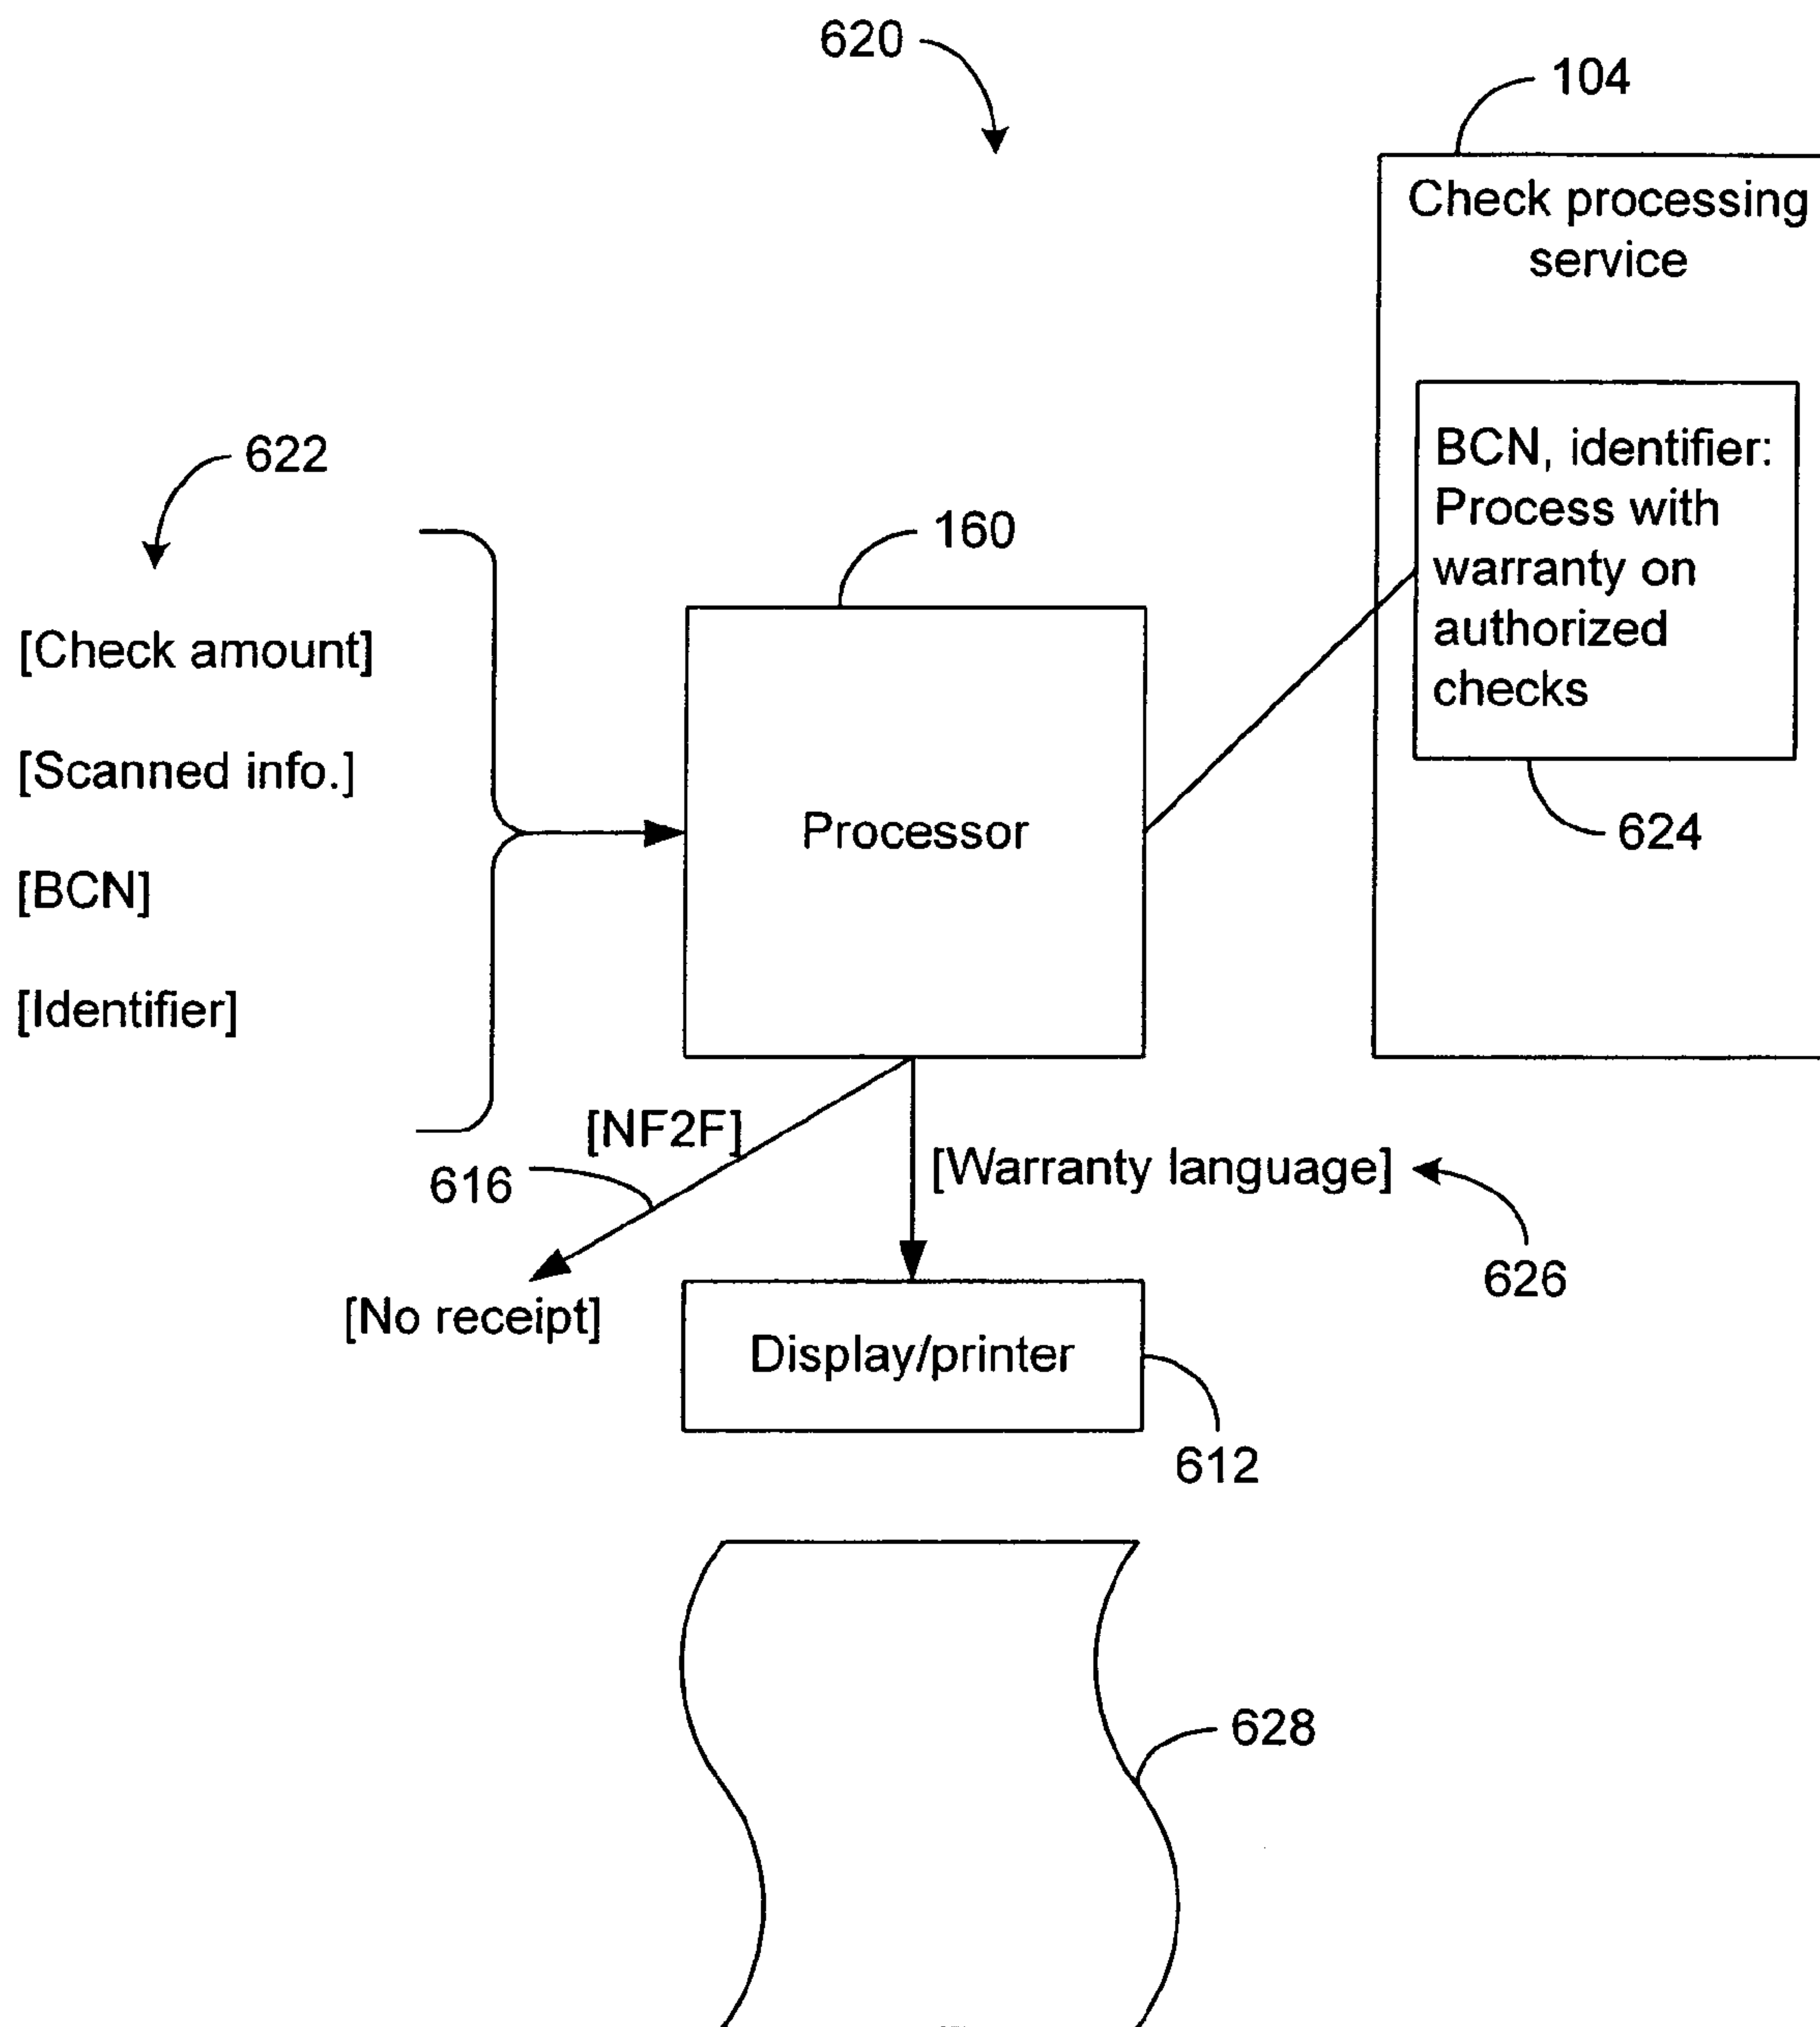 620
104
Check processing
service
622
160
BCN, identifier:
Process with
warranty on
authorized
checks
[Check amount]
[Scanned info.]
Processor
624
[BCN]
[Identifier]
[NF2F]
616
[Warranty language]
626
[No receipt]
Display/printer
612
628